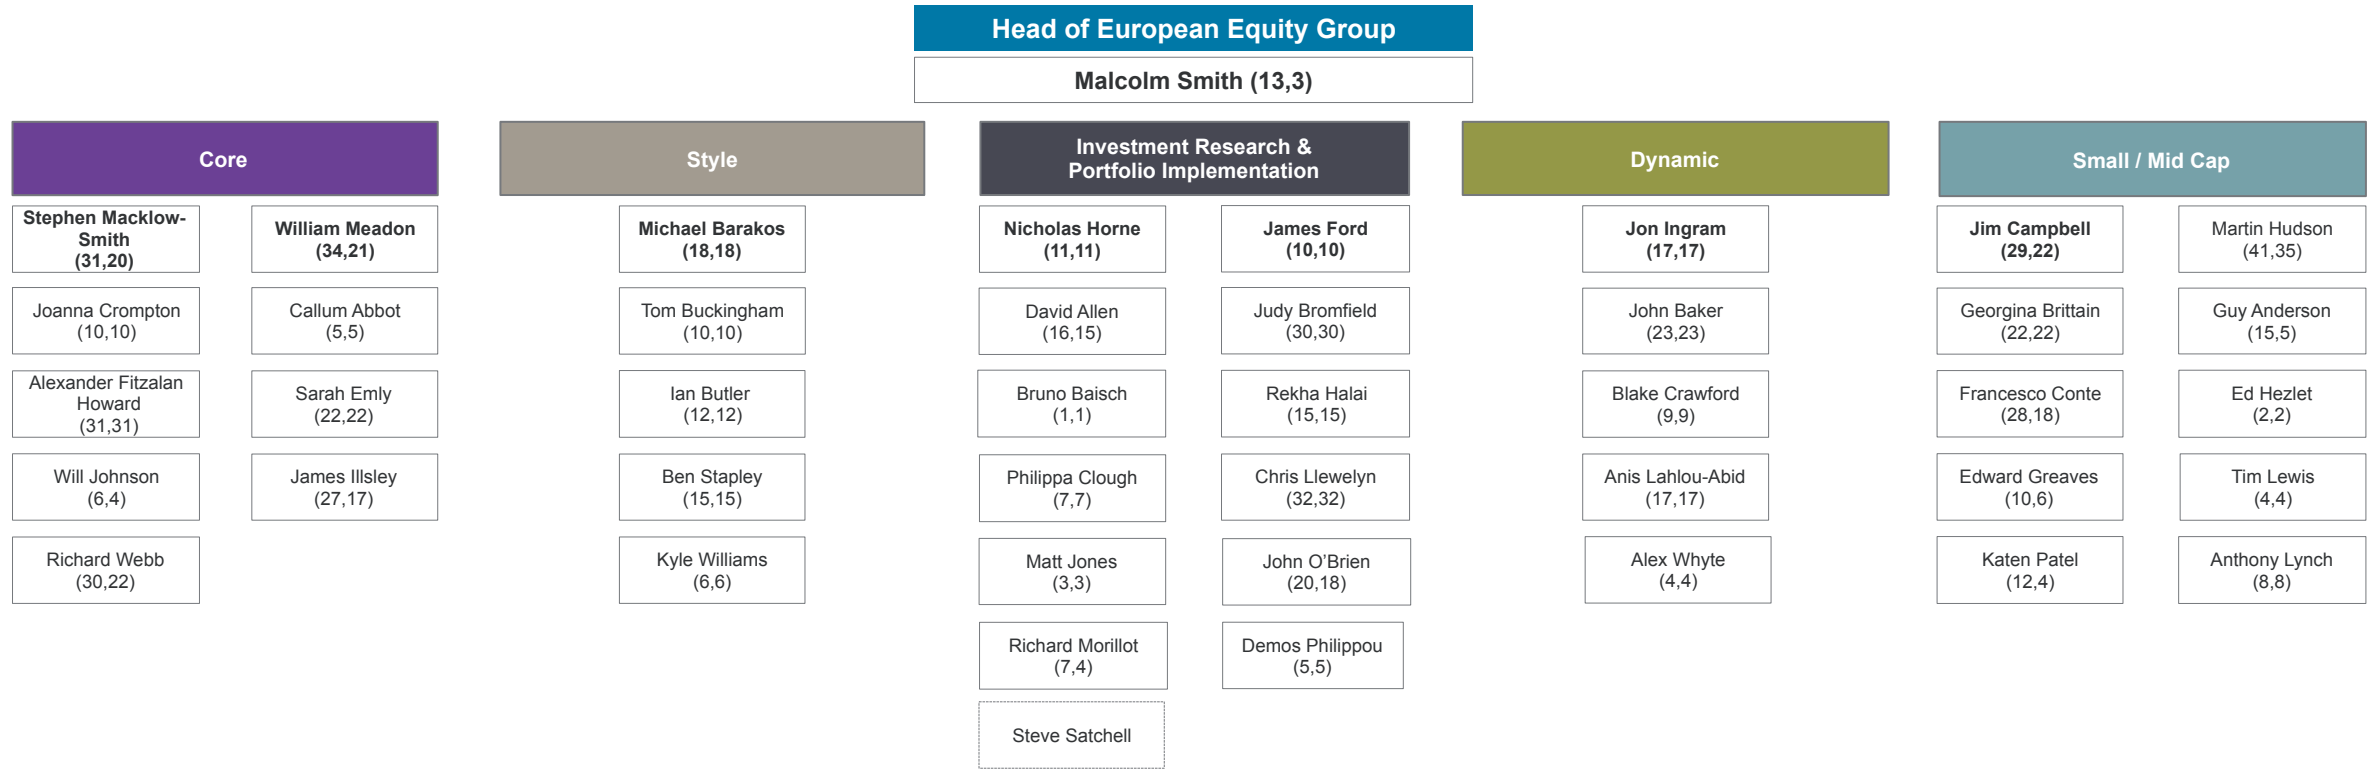 Head of European Equity Group
Malcolm Smith (13,3)
Core
Stephen Macklow-
Smith
(31,20)
Joanna Crompton
(10,10)
Alexander Fitzalan
Howard
(31,31)
Will Johnson
(6,4)
Richard Webb
(30,22)
William Meadon
(34,21)
Callum Abbot
(5,5)
Sarah Emly
(22,22)
James Illsley
(27,17)
Style
Michael Barakos
(18,18)
Tom Buckingham
(10,10)
Ian Butler
(12,12)
Ben Stapley
(15,15)
Kyle Williams
(6,6)
Investment Research &
Portfolio Implementation
Nicholas Horne
(11,11)
David Allen
(16,15)
Bruno Baisch
(1,1)
Philippa Clough
(7,7)
Matt Jones
(3,3)
Richard Morillot
(7,4)
Steve Satchell
James Ford
(10,10)
Judy Bromfield
(30,30)
Rekha Halai
(15,15)
Chris Llewelyn
(32,32)
John O’Brien
(20,18)
Demos Philippou
(5,5)
Dynamic
Jon Ingram
(17,17)
John Baker
(23,23)
Blake Crawford
(9,9)
Anis Lahlou-Abid
(17,17)
Alex Whyte
(4,4)
Small / Mid Cap
Jim Campbell
(29,22)
Georgina Brittain
(22,22)
Francesco Conte
(28,18)
Edward Greaves
(10,6)
Katen Patel
(12,4)
Martin Hudson
(41,35)
Guy Anderson
(15,5)
Ed Hezlet
(2,2)
Tim Lewis
(4,4)
Anthony Lynch
(8,8)